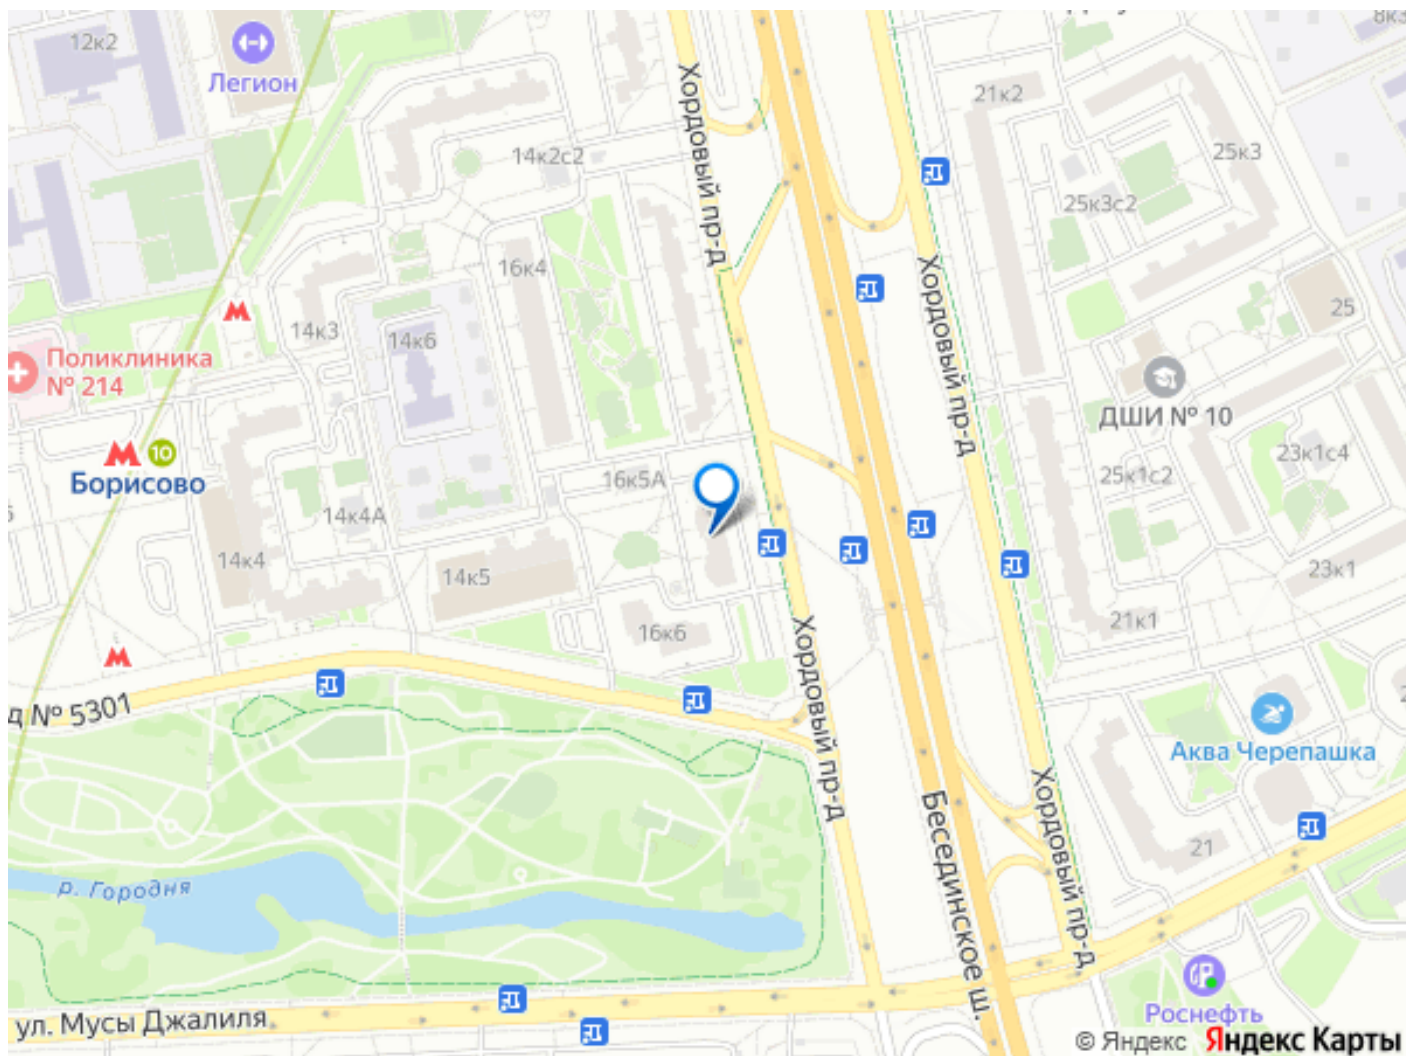 12к2
Легион
21к2
8к3
Хордовый пр-д
14к2с2
25к3
25к3с2
16к4
Хордовый пр-д
14к3
14к6
25
Поликлиника
№ 214
ДШИ № 10
10
Борисово
16к5А
25к1с2
23к1с4
14к4А
14к4
14к5
23к1
16к6
21к1
Хордовый пр-д
д № 5301
Аква Черепашка
Хордовый пр-д
Бесединское ш.
21
р. Городня
ул. Мусы Джалиля
Роснефть
© Яндекс Яндекс Карты